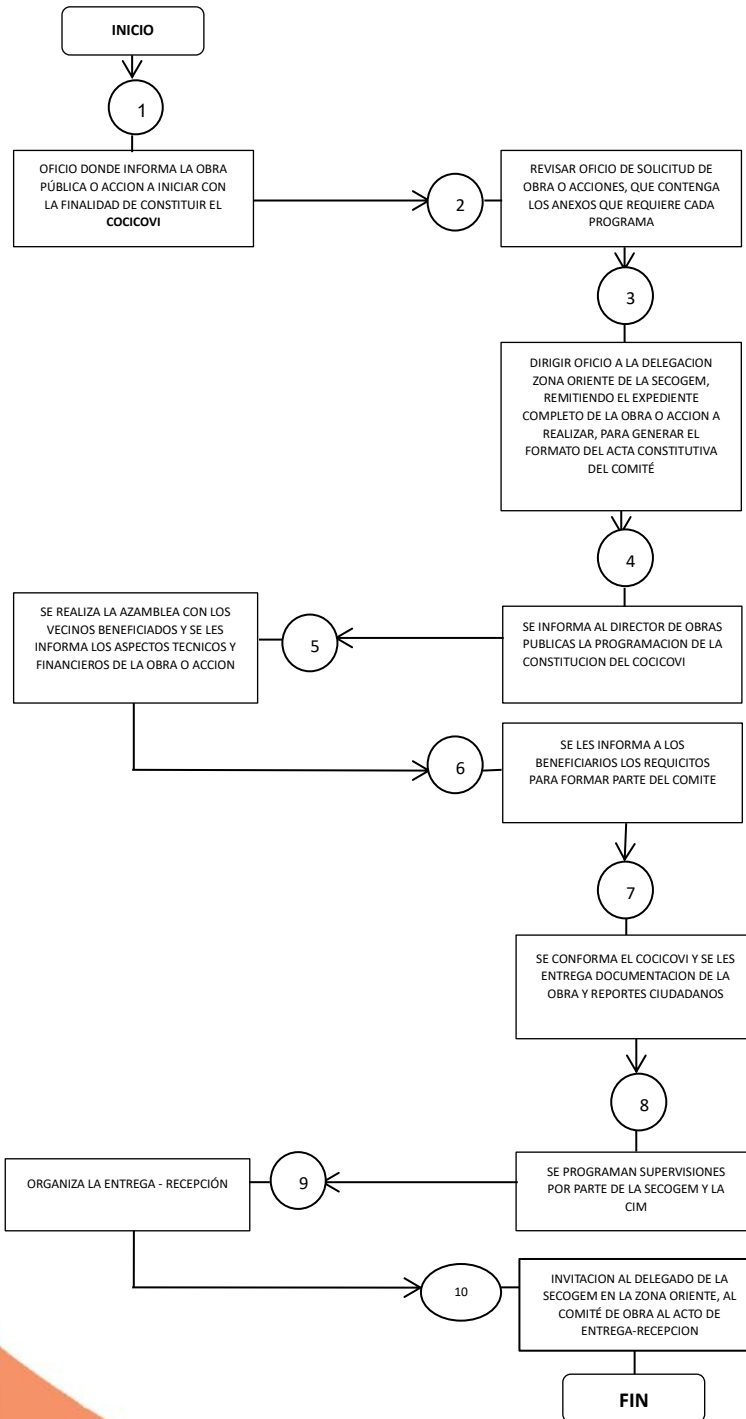 INICIO
1
OFICIO DONDE INFORMA LA OBRA
PÚBLICA O ACCION A INICIAR CON
LA FINALIDAD DE CONSTITUIR EL
COCICOVI
2
REVISAR OFICIO DE SOLICITUD DE
OBRA O ACCIONES, QUE CONTENGA
LOS ANEXOS QUE REQUIERE CADA
PROGRAMA
3
DIRIGIR OFICIO A LA DELEGACION
ZONA ORIENTE DE LA SECOGEM,
REMITIENDO EL EXPEDIENTE
COMPLETO DE LA OBRA O ACCION A
REALIZAR, PARA GENERAR EL
FORMATO DEL ACTA CONSTITUTIVA
DEL COMITÉ
4
SE INFORMA AL DIRECTOR DE OBRAS
PUBLICAS LA PROGRAMACION DE LA
CONSTITUCION DEL COCICOVI
5
SE REALIZA LA AZAMBLEA CON LOS
VECINOS BENEFICIADOS Y SE LES
INFORMA LOS ASPECTOS TECNICOS Y
FINANCIEROS DE LA OBRA O ACCION
6
SE LES INFORMA A LOS
BENEFICIARIOS LOS REQUICITOS
PARA FORMAR PARTE DEL COMITE
7
SE CONFORMA EL COCICOVI Y SE LES
ENTREGA DOCUMENTACION DE LA
OBRA Y REPORTES CIUDADANOS
8
SE PROGRAMAN SUPERVISIONES
POR PARTE DE LA SECOGEM Y LA
CIM
9
ORGANIZA LA ENTREGA - RECEPCIÓN
10
INVITACION AL DELEGADO DE LA
SECOGEM EN LA ZONA ORIENTE, AL
COMITÉ DE OBRA AL ACTO DE
ENTREGA-RECEPCION
FIN